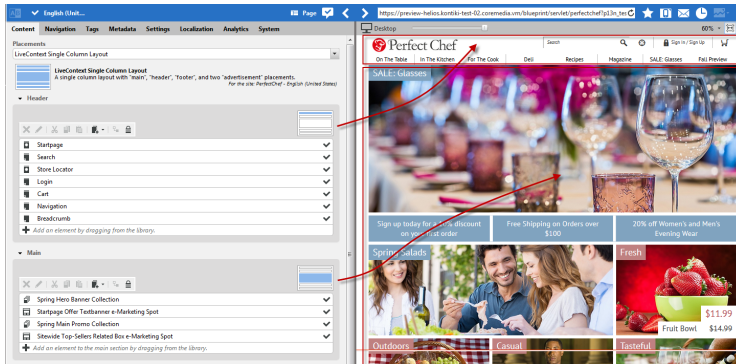 English (Unit...
Page
https://preview-helios.kontiki-test-02.coremedia.vm/blueprint/servlet/perfectchef?p13n_tes
Content Navigation Tags Metadata Settings Localization Analytics System
Desktop
60%
Placements
LiveContext Single Column Layout
LiveContext Single Column Layout
A single column layout with "main", "header", "footer", and two "advertisement" placements.
For the site: PerfectChef - English (United States)
Header
Startpage
Search
Store Locator
Login
Cart
Navigation
Breadcrumb
Add an element by dragging from the library.
Main
Spring Hero Banner Collection
Startpage Offer Textbanner e-Marketing Spot
Spring Main Promo Collection
Sitewide Top-Sellers Related Box e-Marketing Spot
Add an element to the main section by dragging from the library.
Perfect Chef
Search
Sign In / Sign Up
On The Table In The Kitchen For The Cook Deli Recipes Magazine SALE: Glasses Fall Preview
SALE: Glasses
Sign up today for a discount
on your first order
Free Shipping on Orders over
$100
20% off Women's and Men's
Evening Wear
Spring Salads
Fresh
$11.99
Fruit Bowl $14.99
Outdoors
Casual
Tasteful